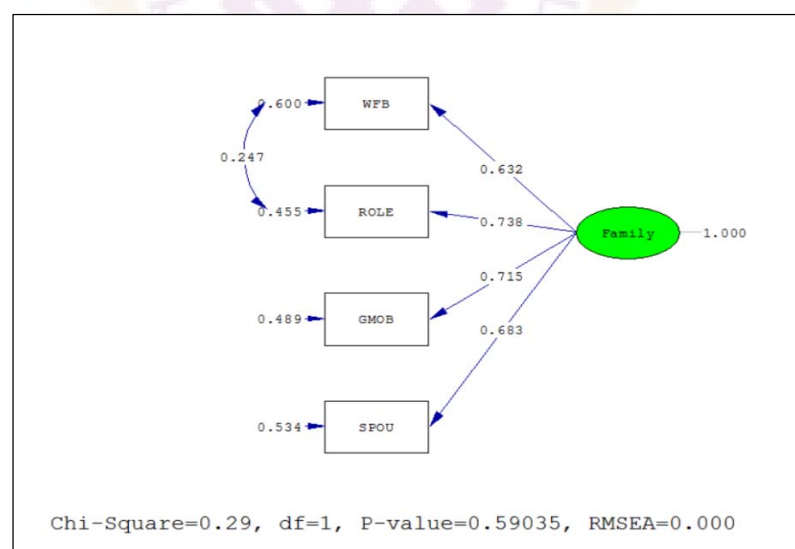 0.600 WFB
0.632
0.247
0.455 ROLE
0.738
Family 1.000
0.715
0.489 GMOB
0.683
0.534 SPOU
Chi-Square=0.29, df=1, P-value=0.59035, RMSEA=0.000